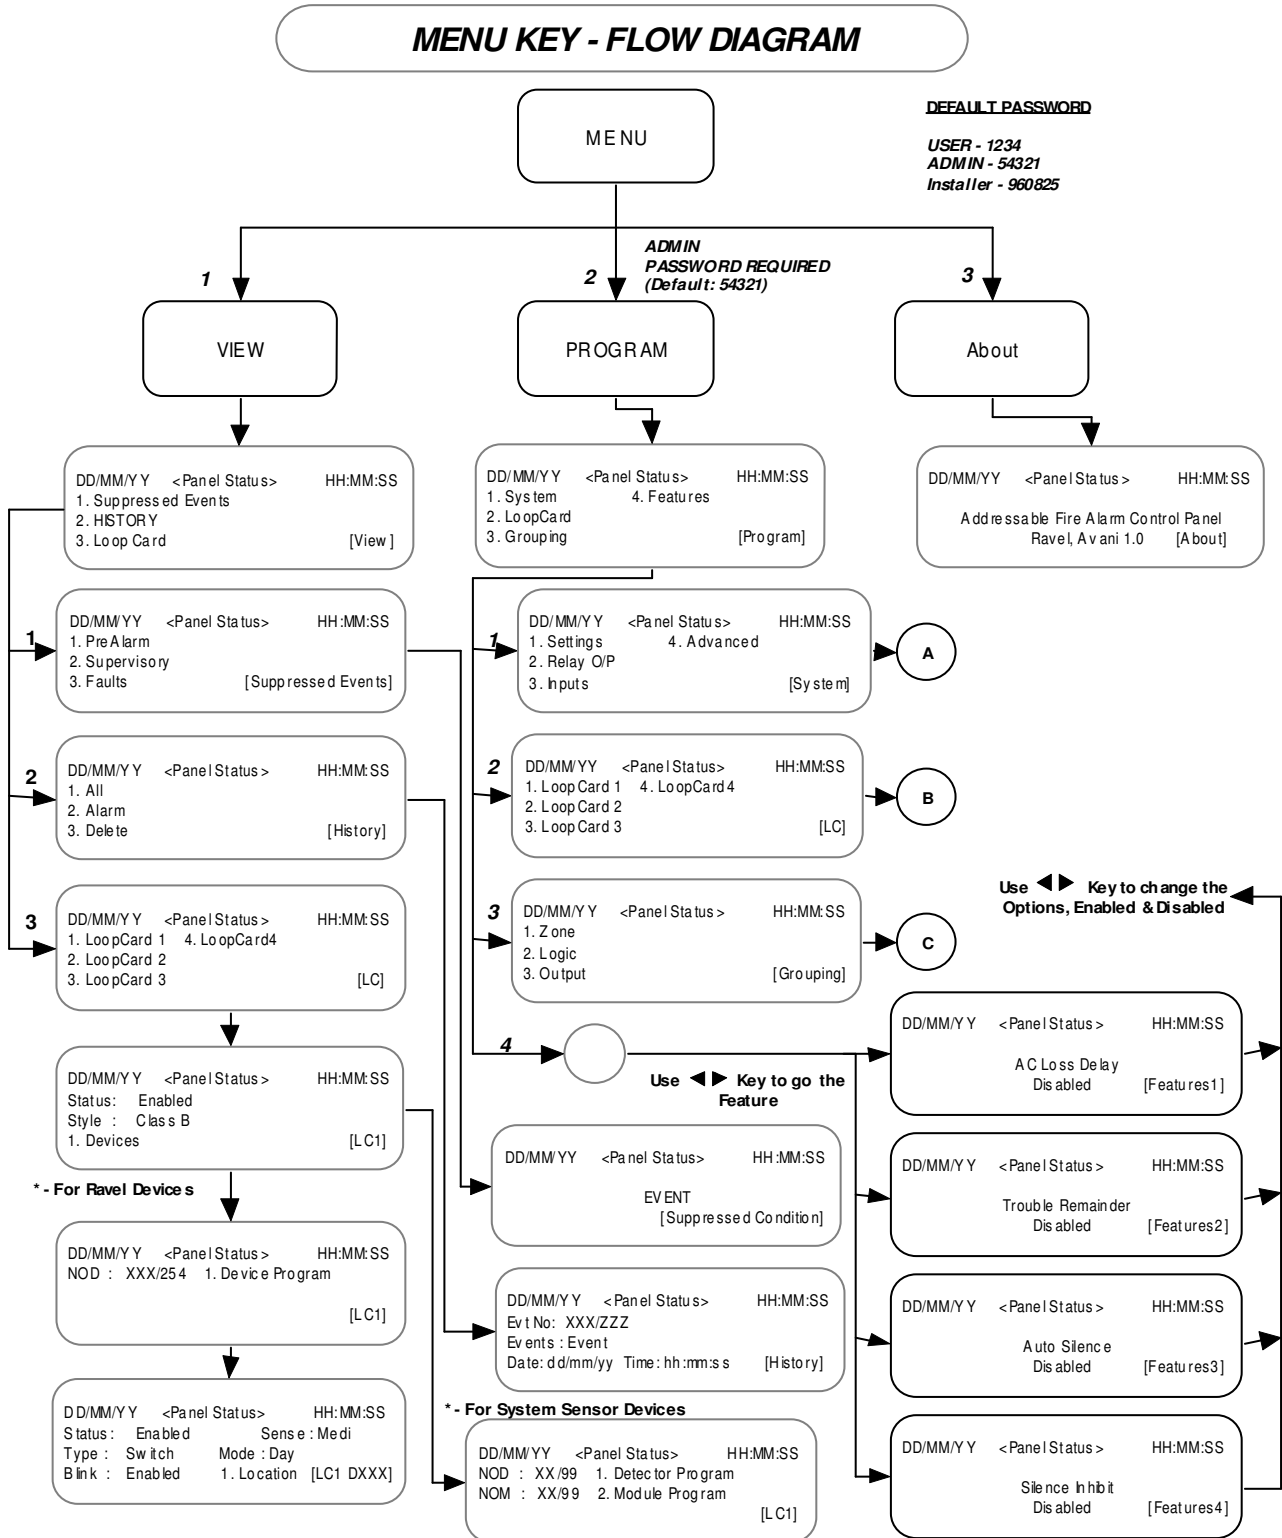 MENU KEY - FLOW DIAGRAM
MENU
DEFAULT PASSWORD
USER - 1234
ADMIN - 54321
Installer - 960825
ADMIN
PASSWORD REQUIRED
(Default: 54321)
1
2
3
VIEW
PROGRAM
About
DD/MM/YY <Panel Status> HH:MM:SS
1. Suppressed Events
2. HISTORY
3. Loop Card [View]
DD/MM/YY <Panel Status> HH:MM:SS
1. System 4. Features
2. LoopCard
3. Grouping [Program]
DD/MM/YY <Panel Status> HH:MM:SS
Addressable Fire Alarm Control Panel
Ravel, Avani 1.0 [About]
1
DD/MM/YY <Panel Status> HH:MM:SS
1. PreAlarm
2. Supervisory
3. Faults [Suppressed Events]
1
DD/MM/YY <Panel Status> HH:MM:SS
1. Settings 4. Advanced
2. Relay O/P
3. Inputs [System]
A
2
DD/MM/YY <Panel Status> HH:MM:SS
1. All
2. Alarm
3. Delete [History]
2
DD/MM/YY <Panel Status> HH:MM:SS
1. LoopCard 1 4. LoopCard4
2. LoopCard 2
3. LoopCard 3 [LC]
B
3
DD/MM/YY <Panel Status> HH:MM:SS
1. LoopCard 1 4. LoopCard4
2. LoopCard 2
3. LoopCard 3 [LC]
3
DD/MM/YY <Panel Status> HH:MM:SS
1. Zone
2. Logic
3. Output [Grouping]
C
Use ◀ ▶ Key to change the
Options, Enabled & Disabled
4
Use ◀ ▶ Key to go the
Feature
DD/MM/YY <Panel Status> HH:MM:SS
AC Loss Delay
Disabled [Features1]
DD/MM/YY <Panel Status> HH:MM:SS
Status: Enabled
Style : Class B
1. Devices [LC1]
DD/MM/YY <Panel Status> HH:MM:SS
EVENT
[Suppressed Condition]
DD/MM/YY <Panel Status> HH:MM:SS
Trouble Remainder
Disabled [Features2]
* - For Ravel Devices
DD/MM/YY <Panel Status> HH:MM:SS
NOD : XXX/254 1. Device Program
[LC1]
DD/MM/YY <Panel Status> HH:MM:SS
Evt No: XXX/ZZZ
Events : Event
Date: dd/mm/yy Time: hh:mm:ss [History]
DD/MM/YY <Panel Status> HH:MM:SS
Auto Silence
Disabled [Features3]
DD/MM/YY <Panel Status> HH:MM:SS
Status: Enabled Sense : Medi
Type : Switch Mode : Day
Blink : Enabled 1. Location [LC1 DXXX]
* - For System Sensor Devices
DD/MM/YY <Panel Status> HH:MM:SS
NOD : XX/99 1. Detector Program
NOM : XX/99 2. Module Program
[LC1]
DD/MM/YY <Panel Status> HH:MM:SS
Silence Inhibit
Disabled [Features4]